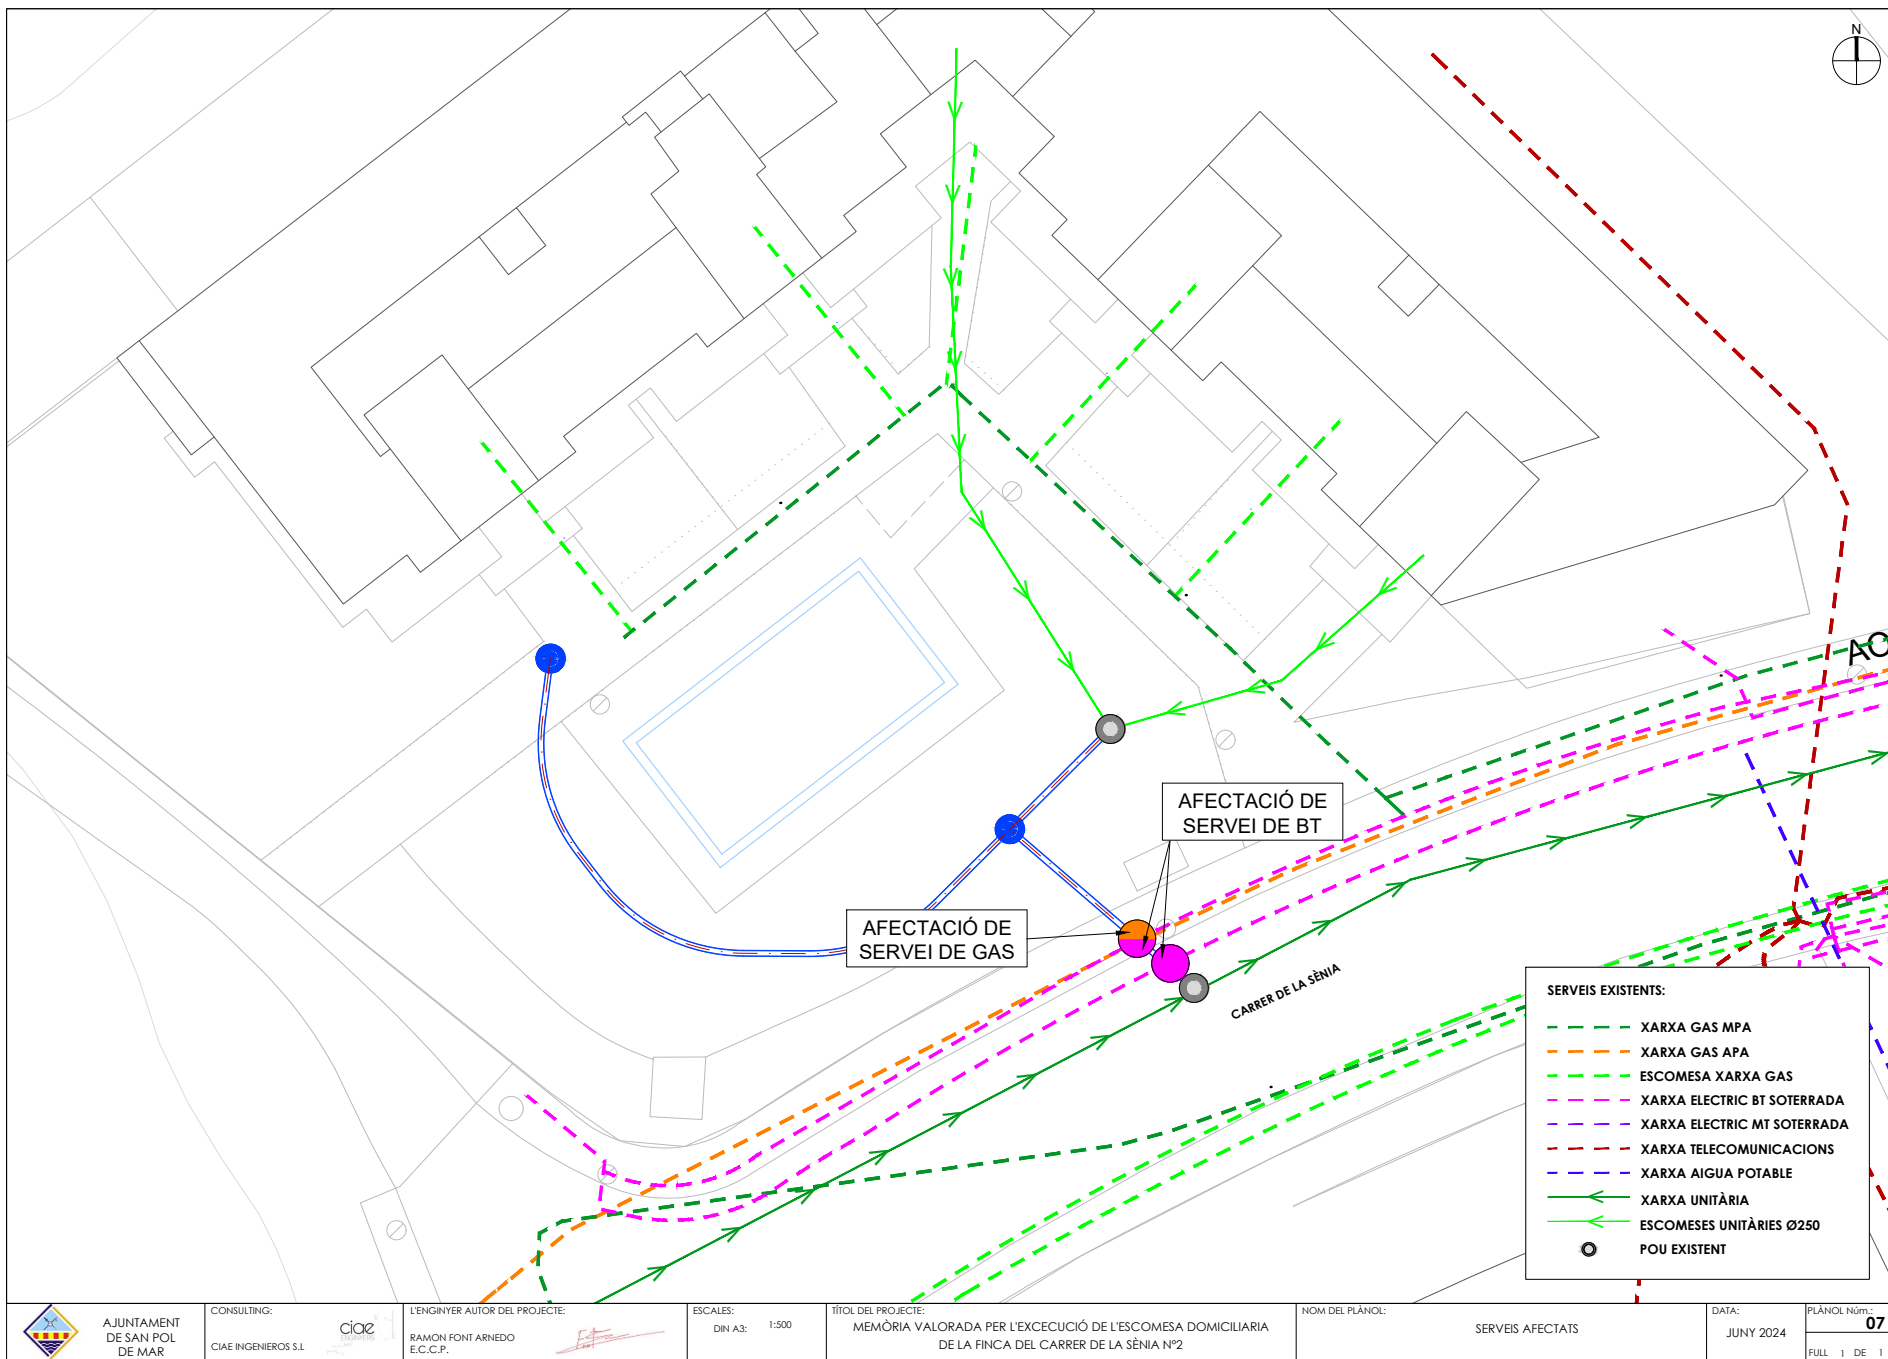 N
AFECTACIÓ DE
SERVEI DE BT
AFECTACIÓ DE
SERVEI DE GAS
CARRER DE LA SÈNIA
SERVEIS EXISTENTS:
XARXA GAS MPA
XARXA GAS APA
ESCOMESA XARXA GAS
XARXA ELECTRIC BT SOTERRADA
XARXA ELECTRIC MT SOTERRADA
XARXA TELECOMUNICACIONS
XARXA AIGUA POTABLE
XARXA UNITÀRIA
ESCOMESES UNITÀRIES Ø250
POU EXISTENT
AJUNTAMENT
DE SAN POL
DE MAR
CONSULTING:
ciae
CIAE INGENIEROS S.L
L'ENGINYER AUTOR DEL PROJECTE:
RAMON FONT ARNEDO
E.C.C.P.
ESCALES:
DIN A3: 1:500
TÍTOL DEL PROJECTE:
MEMÒRIA VALORADA PER L'EXCECUCIÓ DE L'ESCOMESA DOMICILIARIA
DE LA FINCA DEL CARRER DE LA SÈNIA Nº2
NOM DEL PLÀNOL:
SERVEIS AFECTATS
DATA:
JUNY 2024
PLÀNOL Núm.:
07
FULL 1 DE 1